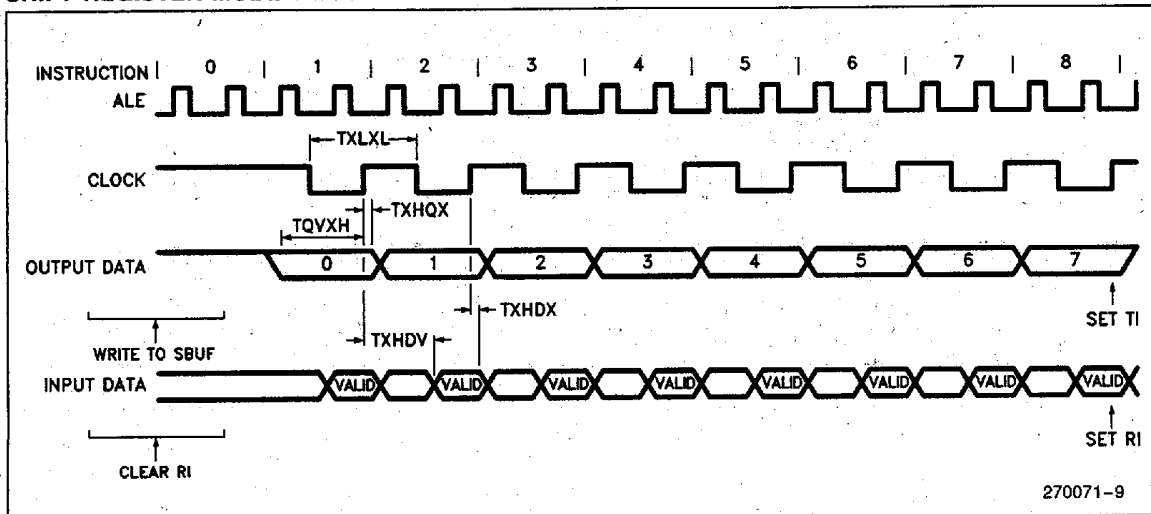 INSTRUCTION 0 1 2 3 4 5 6 7 8
ALE
TXLXL
CLOCK
TXHQX
TQVXH
OUTPUT DATA 0 1 2 3 4 5 6 7
TXHDX
SET TI
TXHDV
WRITE TO SBUF
INPUT DATA VALID VALID VALID VALID VALID VALID VALID VALID
SET RI
CLEAR RI
270071-9